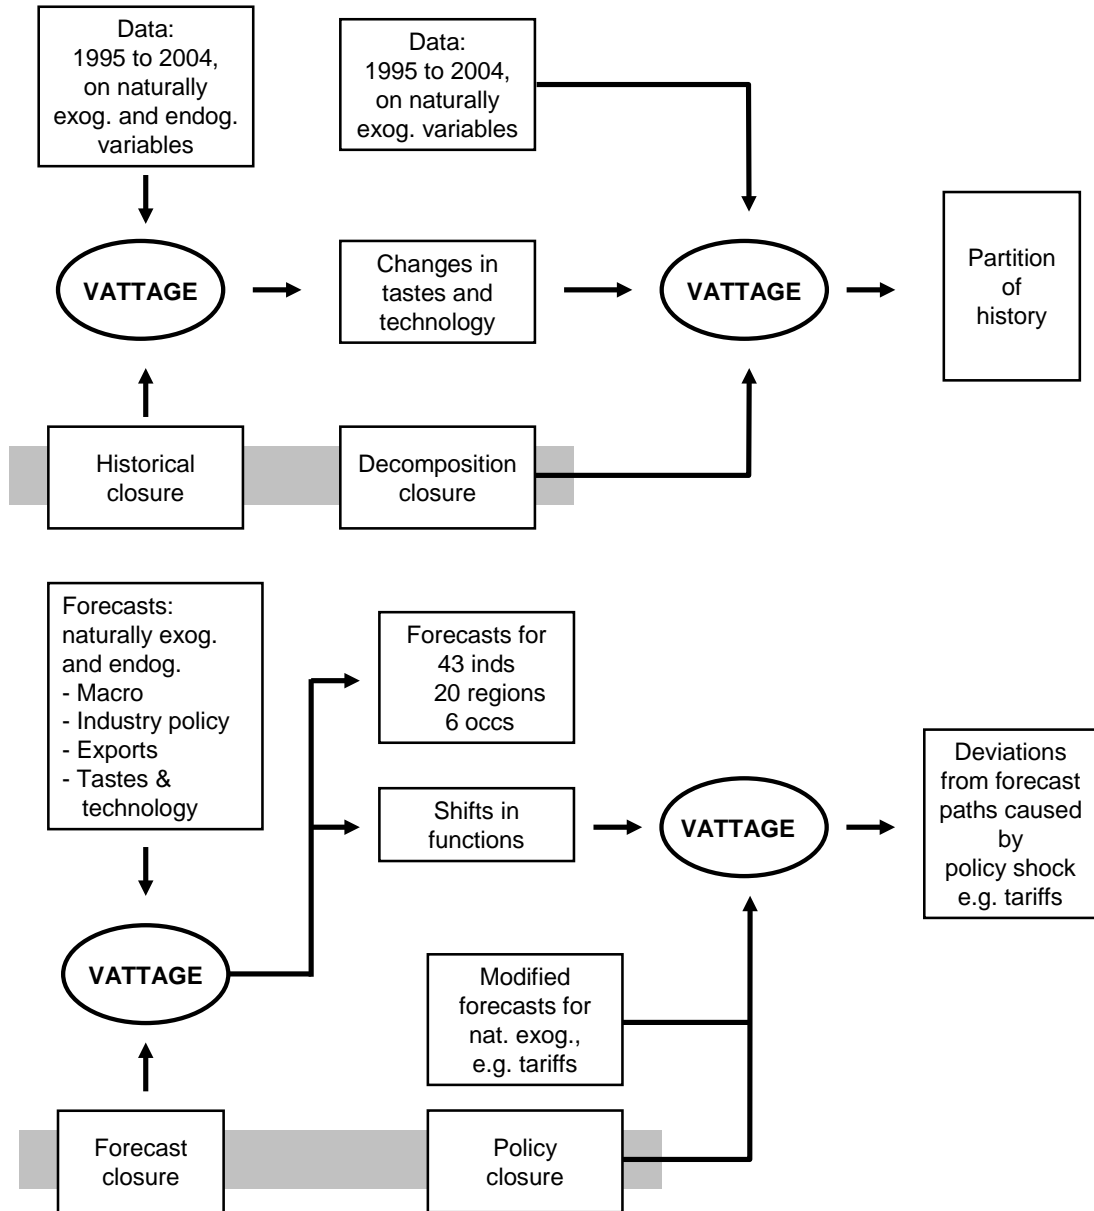 Data:
1995 to 2004,
on naturally
exog. and endog.
variables
Data:
1995 to 2004,
on naturally
exog. variables
VATTAGE
Changes in
tastes and
technology
VATTAGE
Partition
of
history
Historical
closure
Decomposition
closure
Forecasts:
naturally exog.
and endog.
- Macro
- Industry policy
- Exports
- Tastes &
technology
Forecasts for
43 inds
20 regions
6 occs
Shifts in
functions
VATTAGE
Deviations
from forecast
paths caused
by
policy shock
e.g. tariffs
VATTAGE
Modified
forecasts for
nat. exog.,
e.g. tariffs
Forecast
closure
Policy
closure